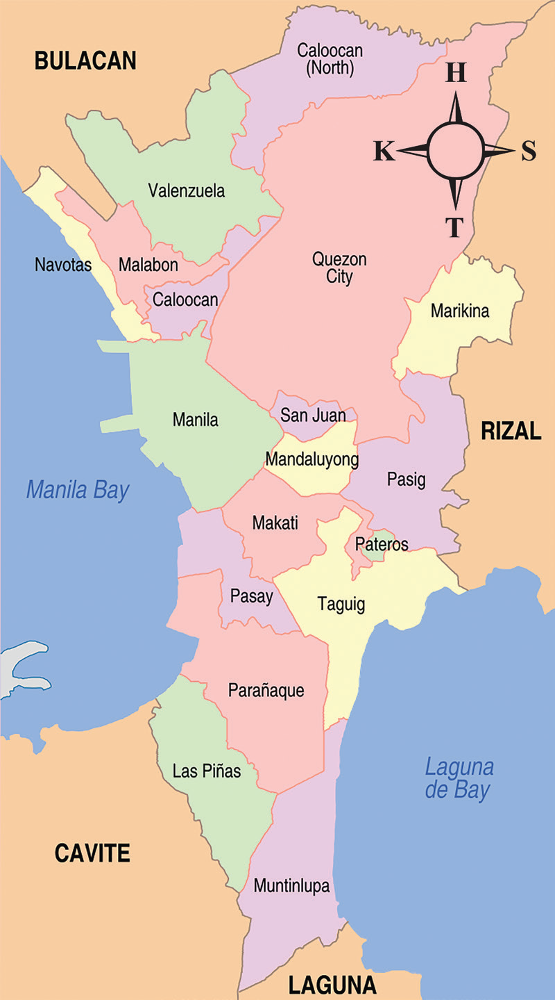 Caloocan
(North)
BULACAN
H
K
S
T
Valenzuela
Navotas
Malabon
Quezon
City
Caloocan
Marikina
Manila
San Juan
RIZAL
Mandaluyong
Pasig
Manila Bay
Makati
Pateros
Pasay
Taguig
Parañaque
Las Piñas
Laguna
de Bay
CAVITE
Muntinlupa
LAGUNA